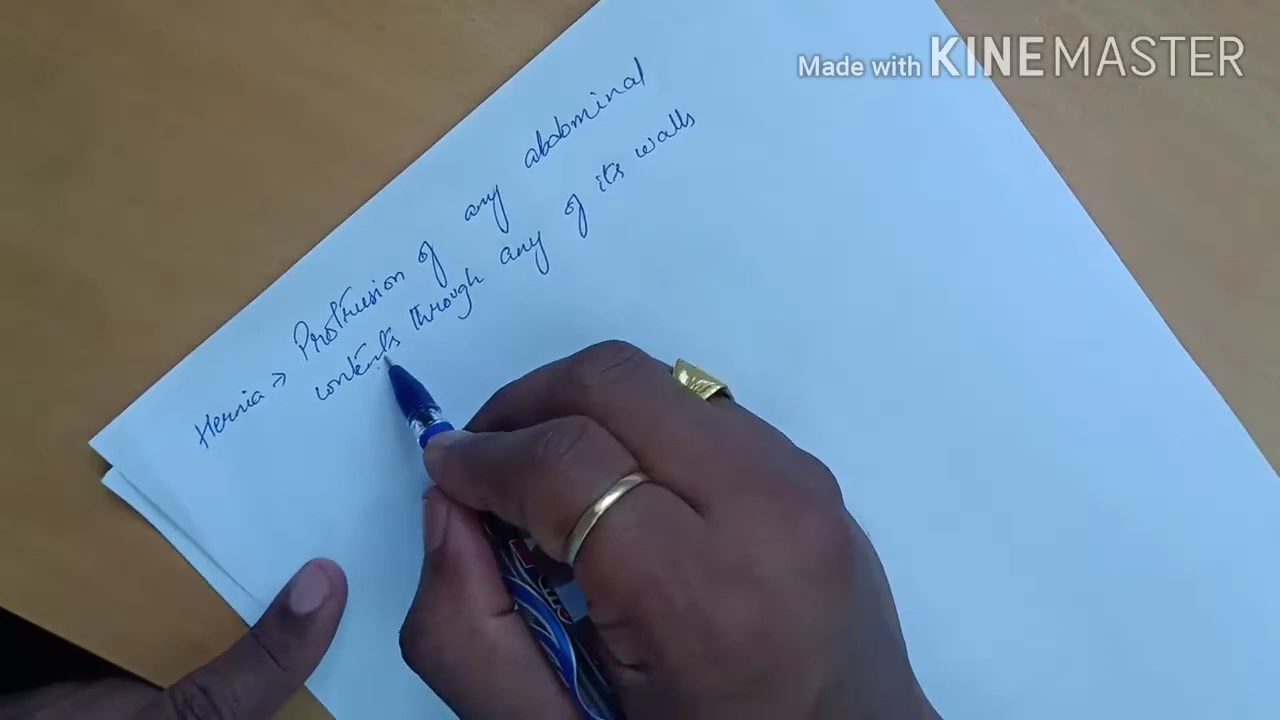 Made with KINEMASTER
Hernia → Protrusion of any abdominal
contents through any of its walls